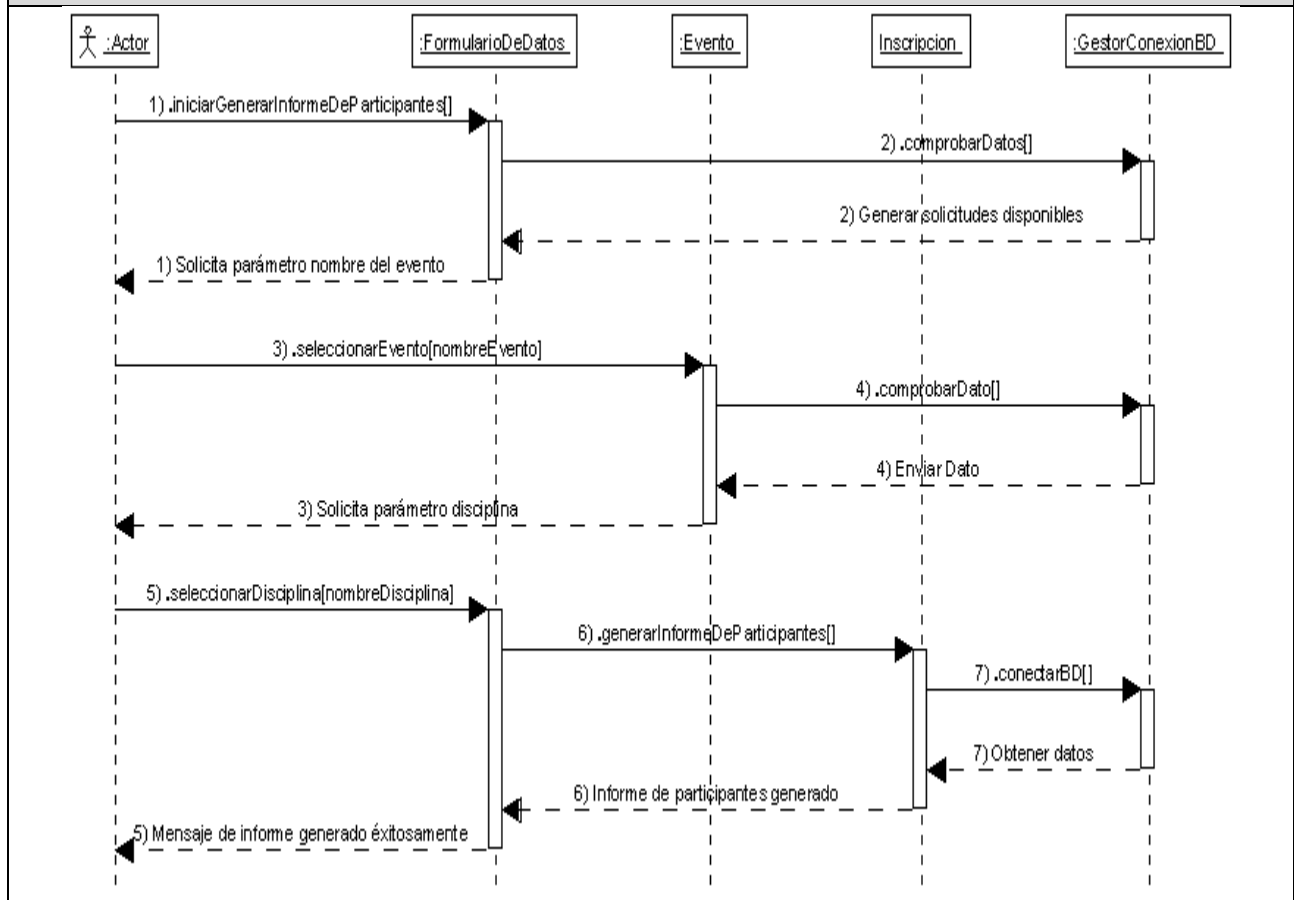 :Actor
:FormularioDeDatos
:Evento
Inscripcion
:GestorConexionBD
1) .iniciarGenerarInformeDeParticipantes[]
2) .comprobarDatos[]
2) Generar solicitudes disponibles
1) Solicita parámetro nombre del evento
3) .seleccionarEvento[nombreEvento]
4) .comprobarDato[]
4) Enviar Dato
3) Solicita parámetro disciplina
5) .seleccionarDisciplina[nombreDisciplina]
6) .generarInformeDeParticipantes[]
7) .conectarBD[]
7) Obtener datos
6) Informe de participantes generado
5) Mensaje de informe generado éxitosamente